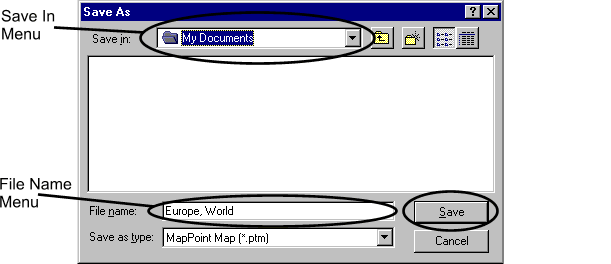 Save As
Save In
Menu
Save in:
My Documents
File Name
Menu
File name:
Europe, World
Save
Save as type:
MapPoint Map (*.ptm)
Cancel